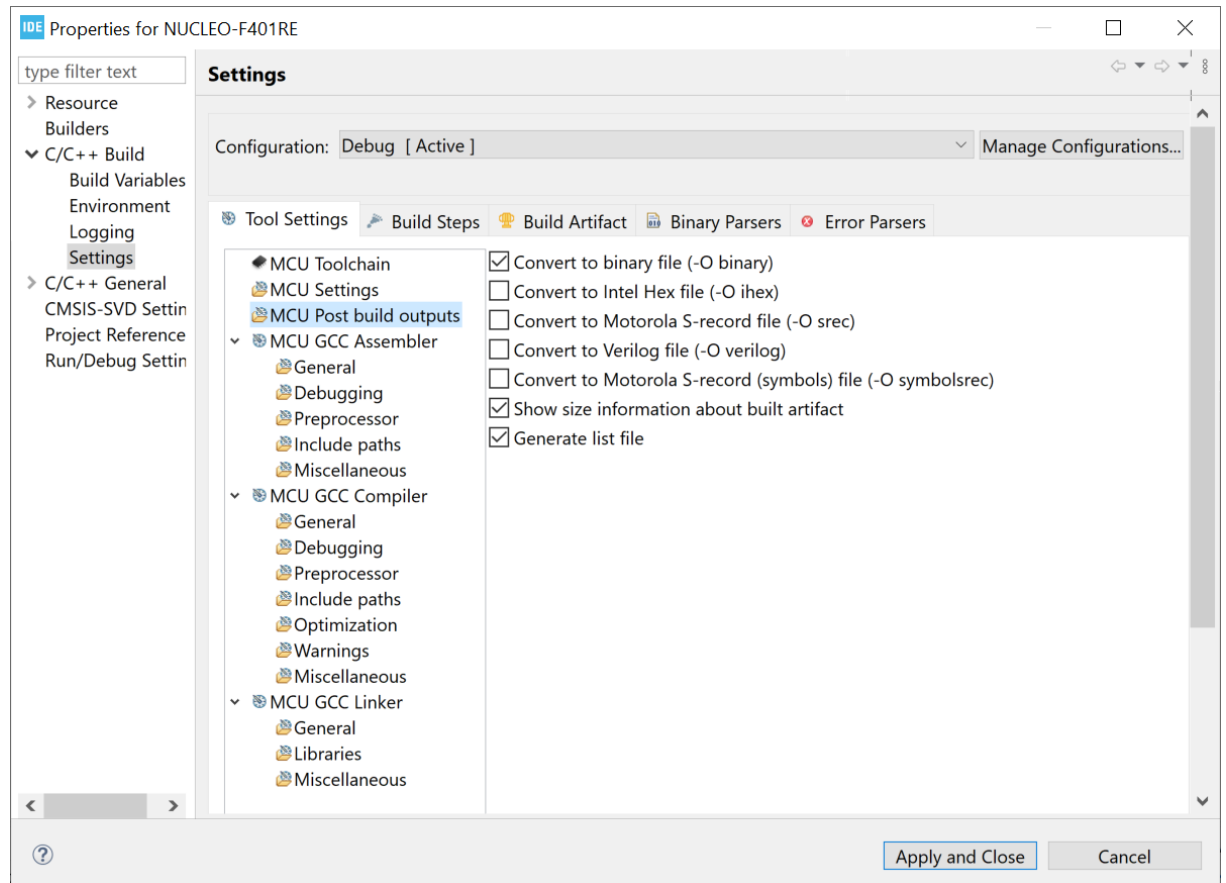 IDE Properties for NUCLEO-F401RE
type filter text
Resource
Builders
C/C++ Build
Build Variables
Environment
Logging
Settings
C/C++ General
CMSIS-SVD Settin
Project Reference
Run/Debug Settin
Settings
Configuration: Debug [ Active ] Manage Configurations...
Tool Settings Build Steps Build Artifact Binary Parsers Error Parsers
MCU Toolchain
MCU Settings
MCU Post build outputs
MCU GCC Assembler
General
Debugging
Preprocessor
Include paths
Miscellaneous
MCU GCC Compiler
General
Debugging
Preprocessor
Include paths
Optimization
Warnings
Miscellaneous
MCU GCC Linker
General
Libraries
Miscellaneous
Convert to binary file (-O binary)
Convert to Intel Hex file (-O ihex)
Convert to Motorola S-record file (-O srec)
Convert to Verilog file (-O verilog)
Convert to Motorola S-record (symbols) file (-O symbolsrec)
Show size information about built artifact
Generate list file
? Apply and Close Cancel